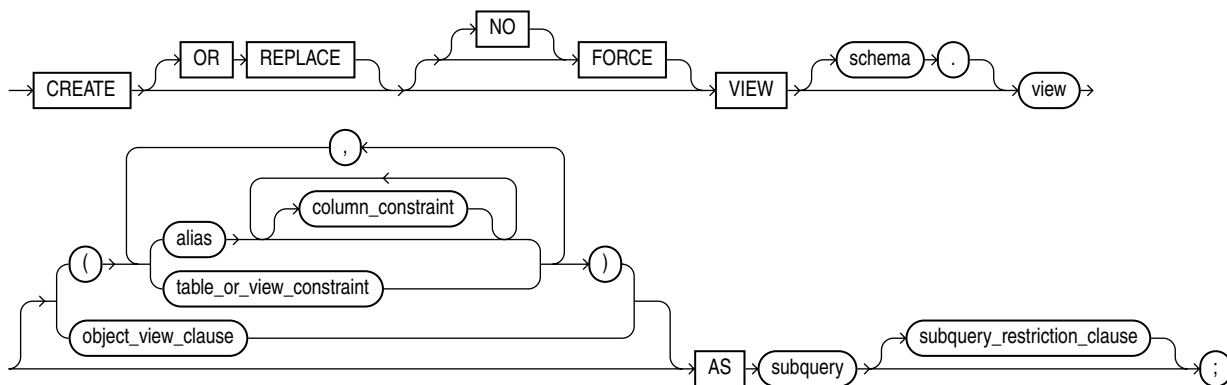 NO
OR REPLACE FORCE schema .
CREATE VIEW view
,
column_constraint
alias
( table_or_view_constraint )
object_view_clause subquery_restriction_clause
AS subquery ;